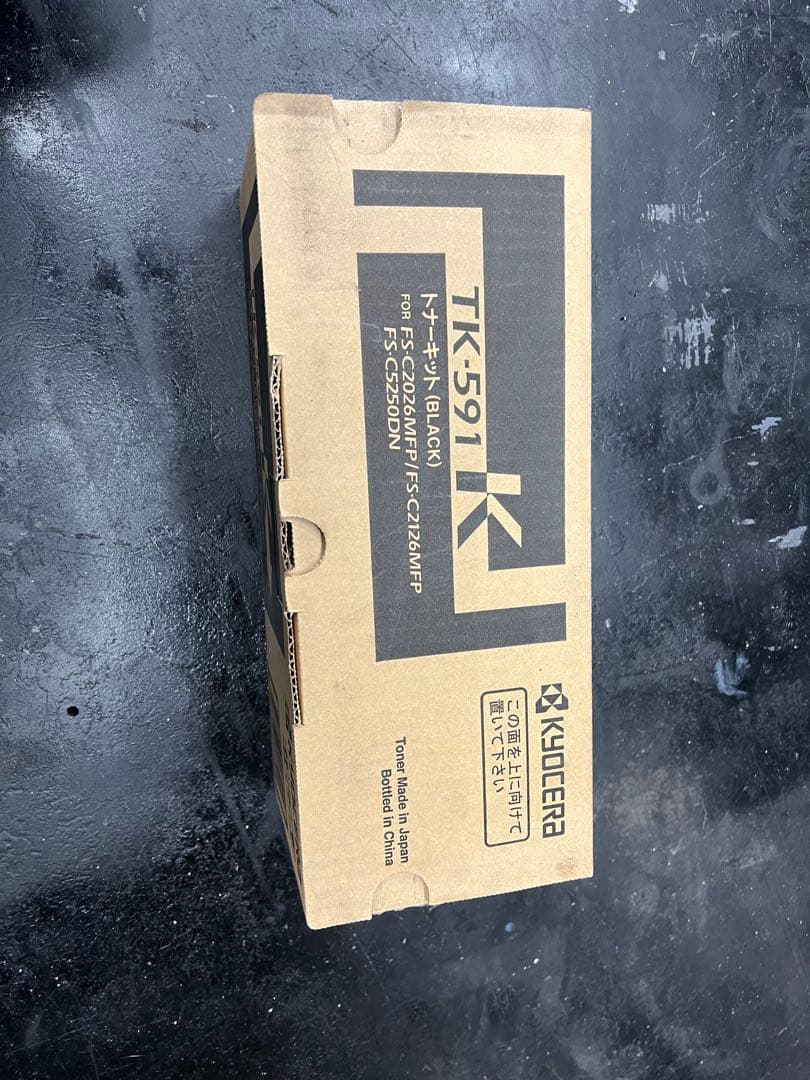 TK-591 K
トナーキット (BLACK)
FOR FS-C2026MFP/FS-C2126MFP
FS-C5250DN
KYOCERA
この面を上に向けて
置いて下さい
Toner Made in Japan
Bottled in China